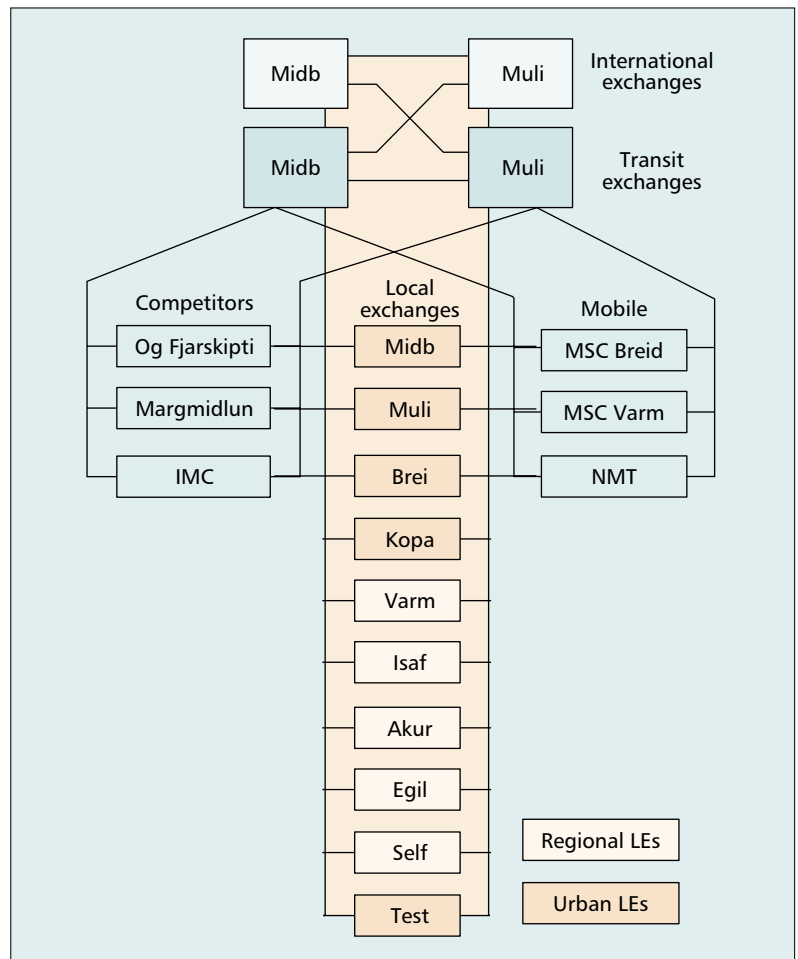 Midb
Muli
International
exchanges
Midb
Muli
Transit
exchanges
Competitors
Local
exchanges
Mobile
Og Fjarskipti
Midb
MSC Breid
Margmidlun
Muli
MSC Varm
IMC
Brei
NMT
Kopa
Varm
Isaf
Akur
Egil
Self
Regional LEs
Test
Urban LEs